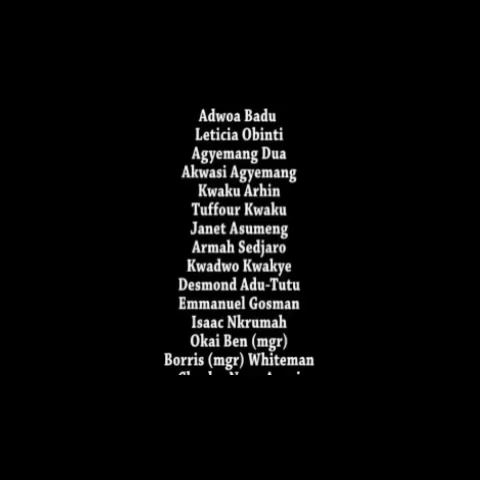 Adwoa Badu
Leticia Obinti
Agyemang Dua
Akwasi Agyemang
Kwaku Arhin
Tuffour Kwaku
Janet Asumeng
Armah Sedjaro
Kwadwo Kwakye
Desmond Adu-Tutu
Emmanuel Gosman
Isaac Nkrumah
Okai Ben (mgr)
Borris (mgr) Whiteman